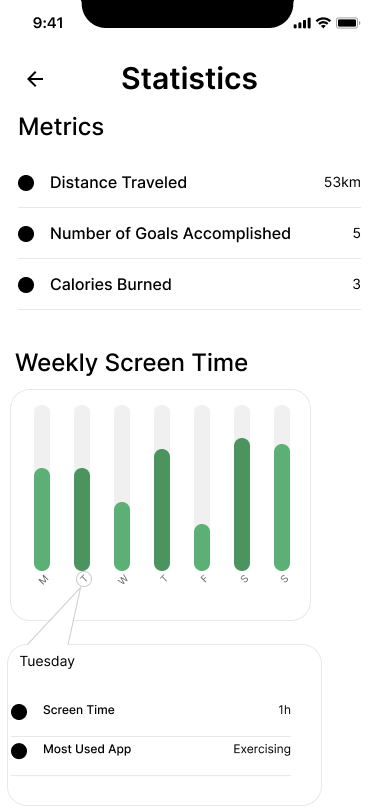 9:41
Statistics
Metrics
Distance Traveled 53km
Number of Goals Accomplished 5
Calories Burned 3
Weekly Screen Time
M T W T F S S
Tuesday
Screen Time 1h
Most Used App Exercising